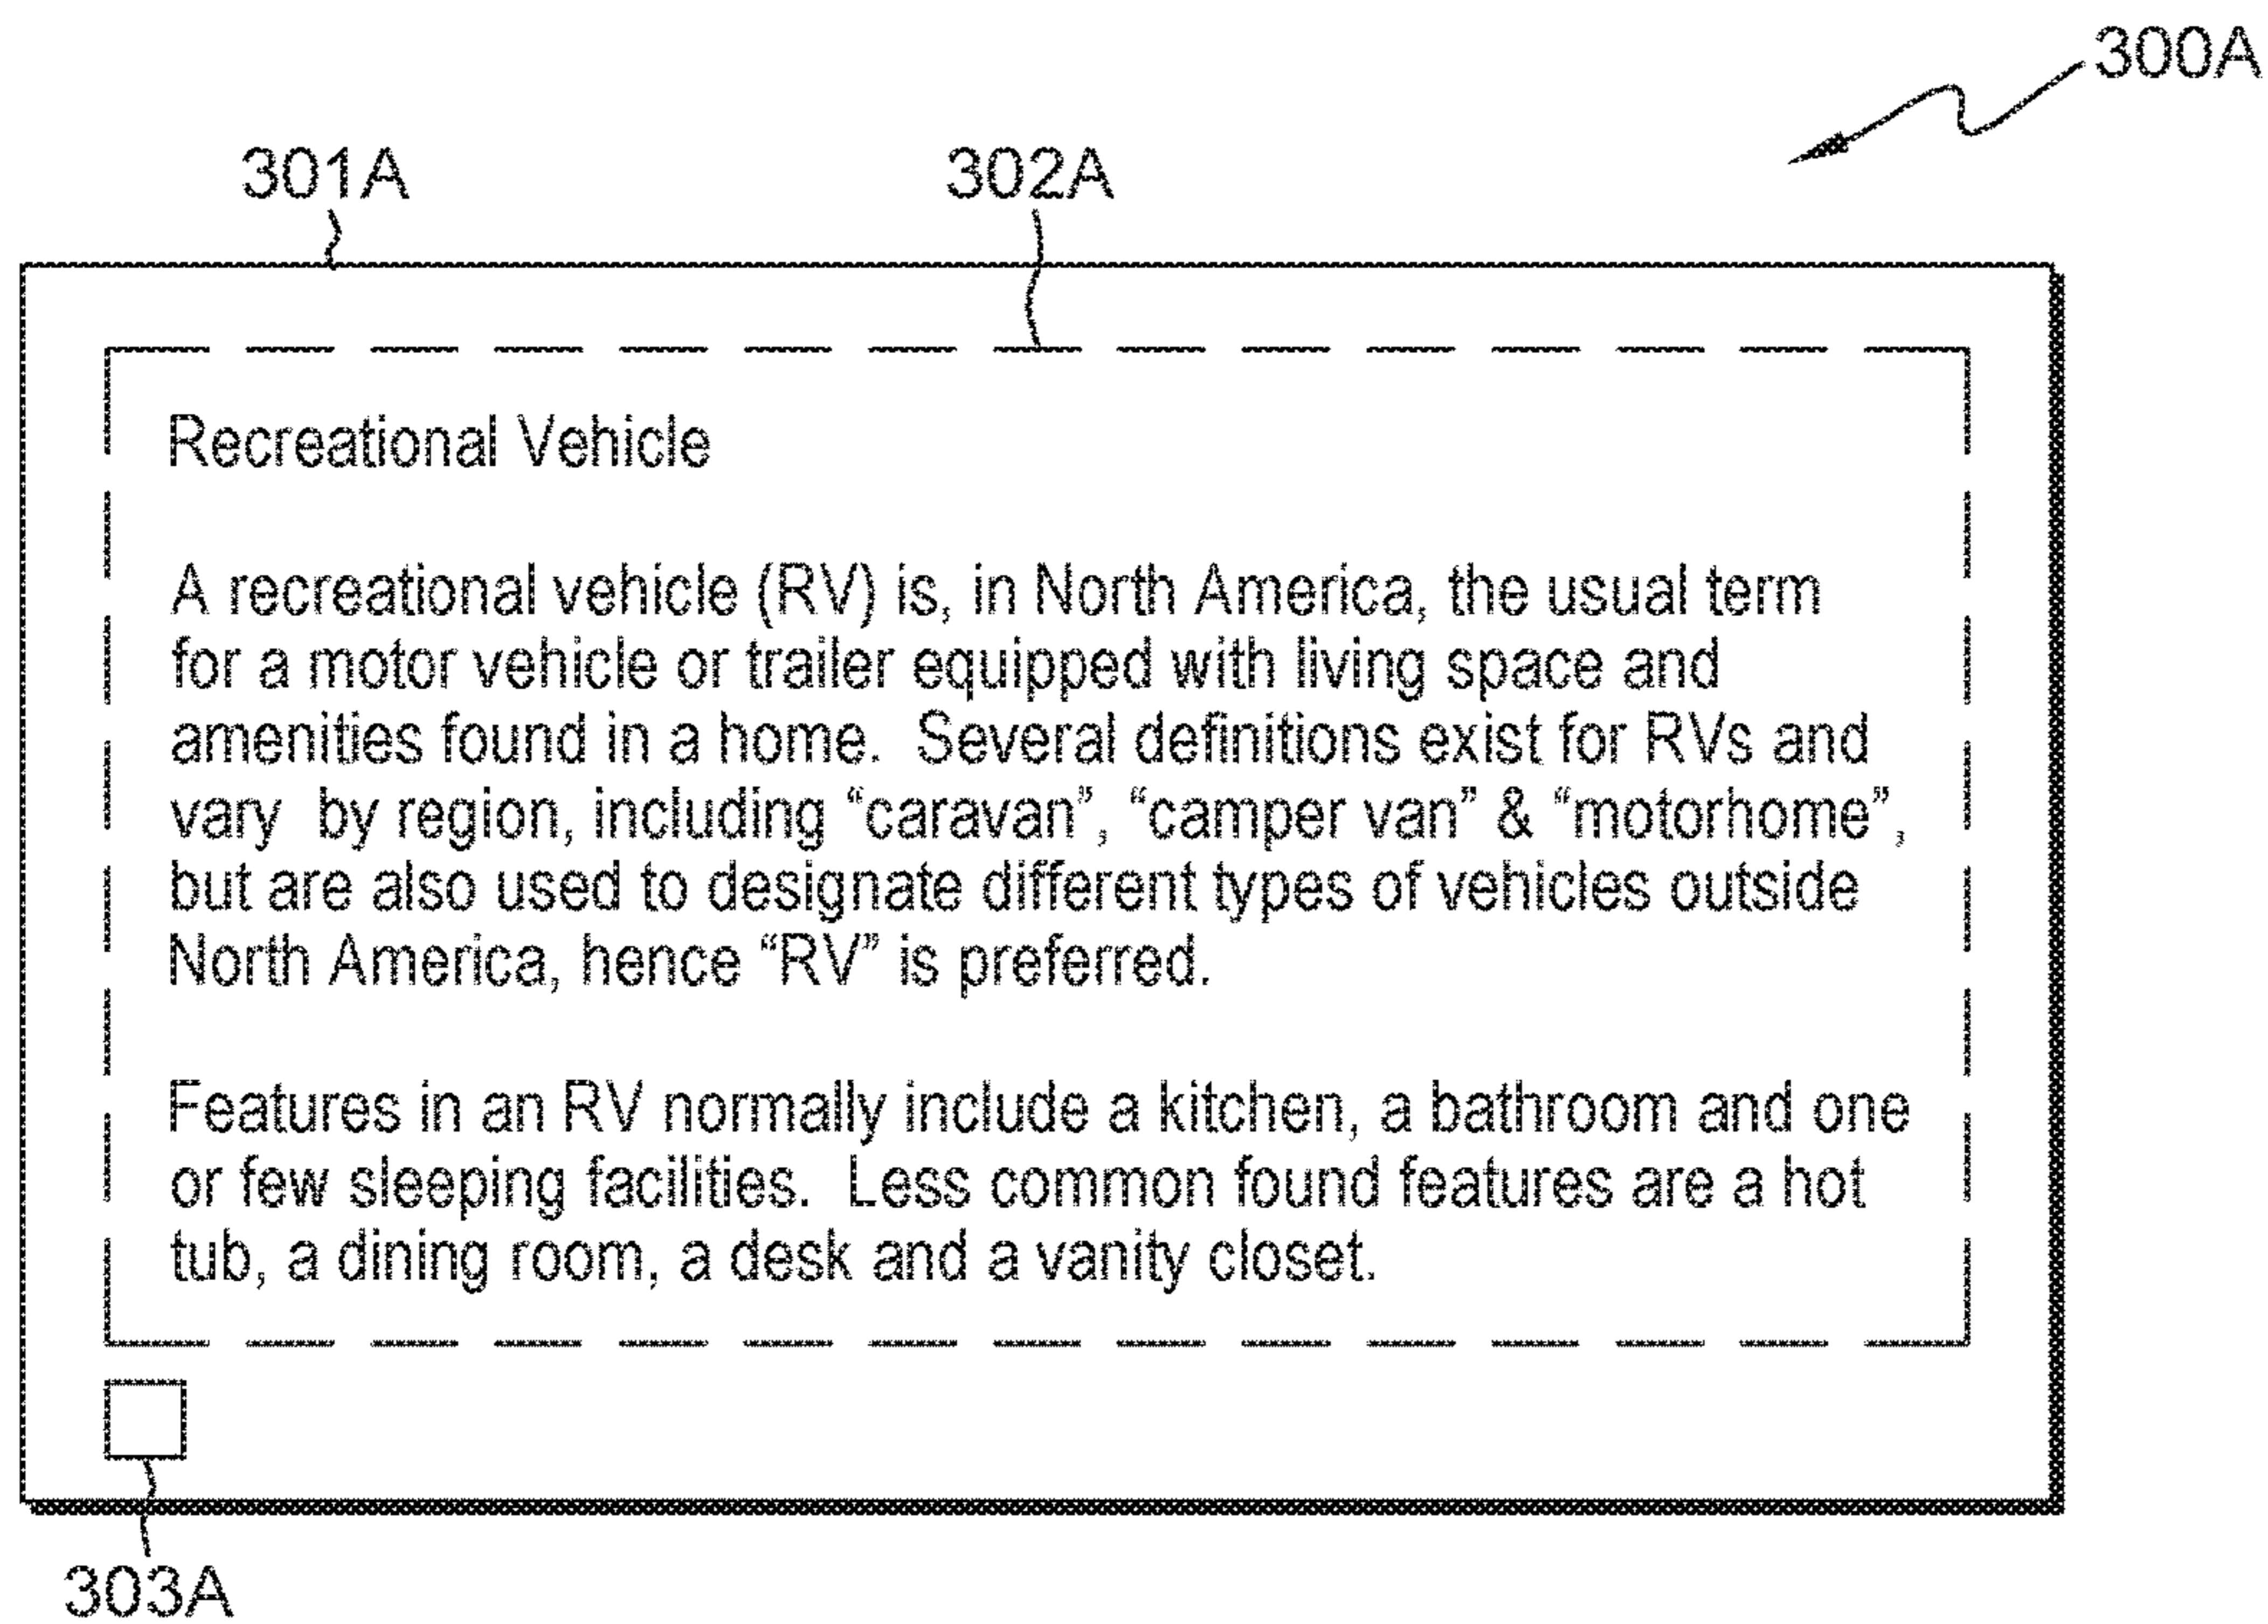 300A
301A
302A
Recreational Vehicle
A recreational vehicle (RV) is, in North America, the usual term
for a motor vehicle or trailer equipped with living space and
amenities found in a home.  Several definitions exist for RVs and
vary  by region, including “caravan”, “camper van” & “motorhome”,
but are also used to designate different types of vehicles outside
North America, hence “RV” is preferred.
Features in an RV normally include a kitchen, a bathroom and one
or few sleeping facilities.  Less common found features are a hot
tub, a dining room, a desk and a vanity closet.
303A